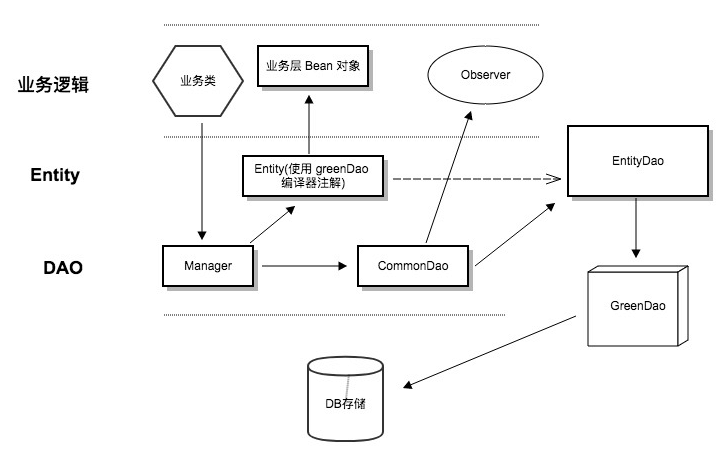 业务逻辑
业务类
业务层 Bean 对象
Observer
Entity
Entity(使用 greenDao
编译器注解)
EntityDao
DAO
Manager
CommonDao
GreenDao
DB存储